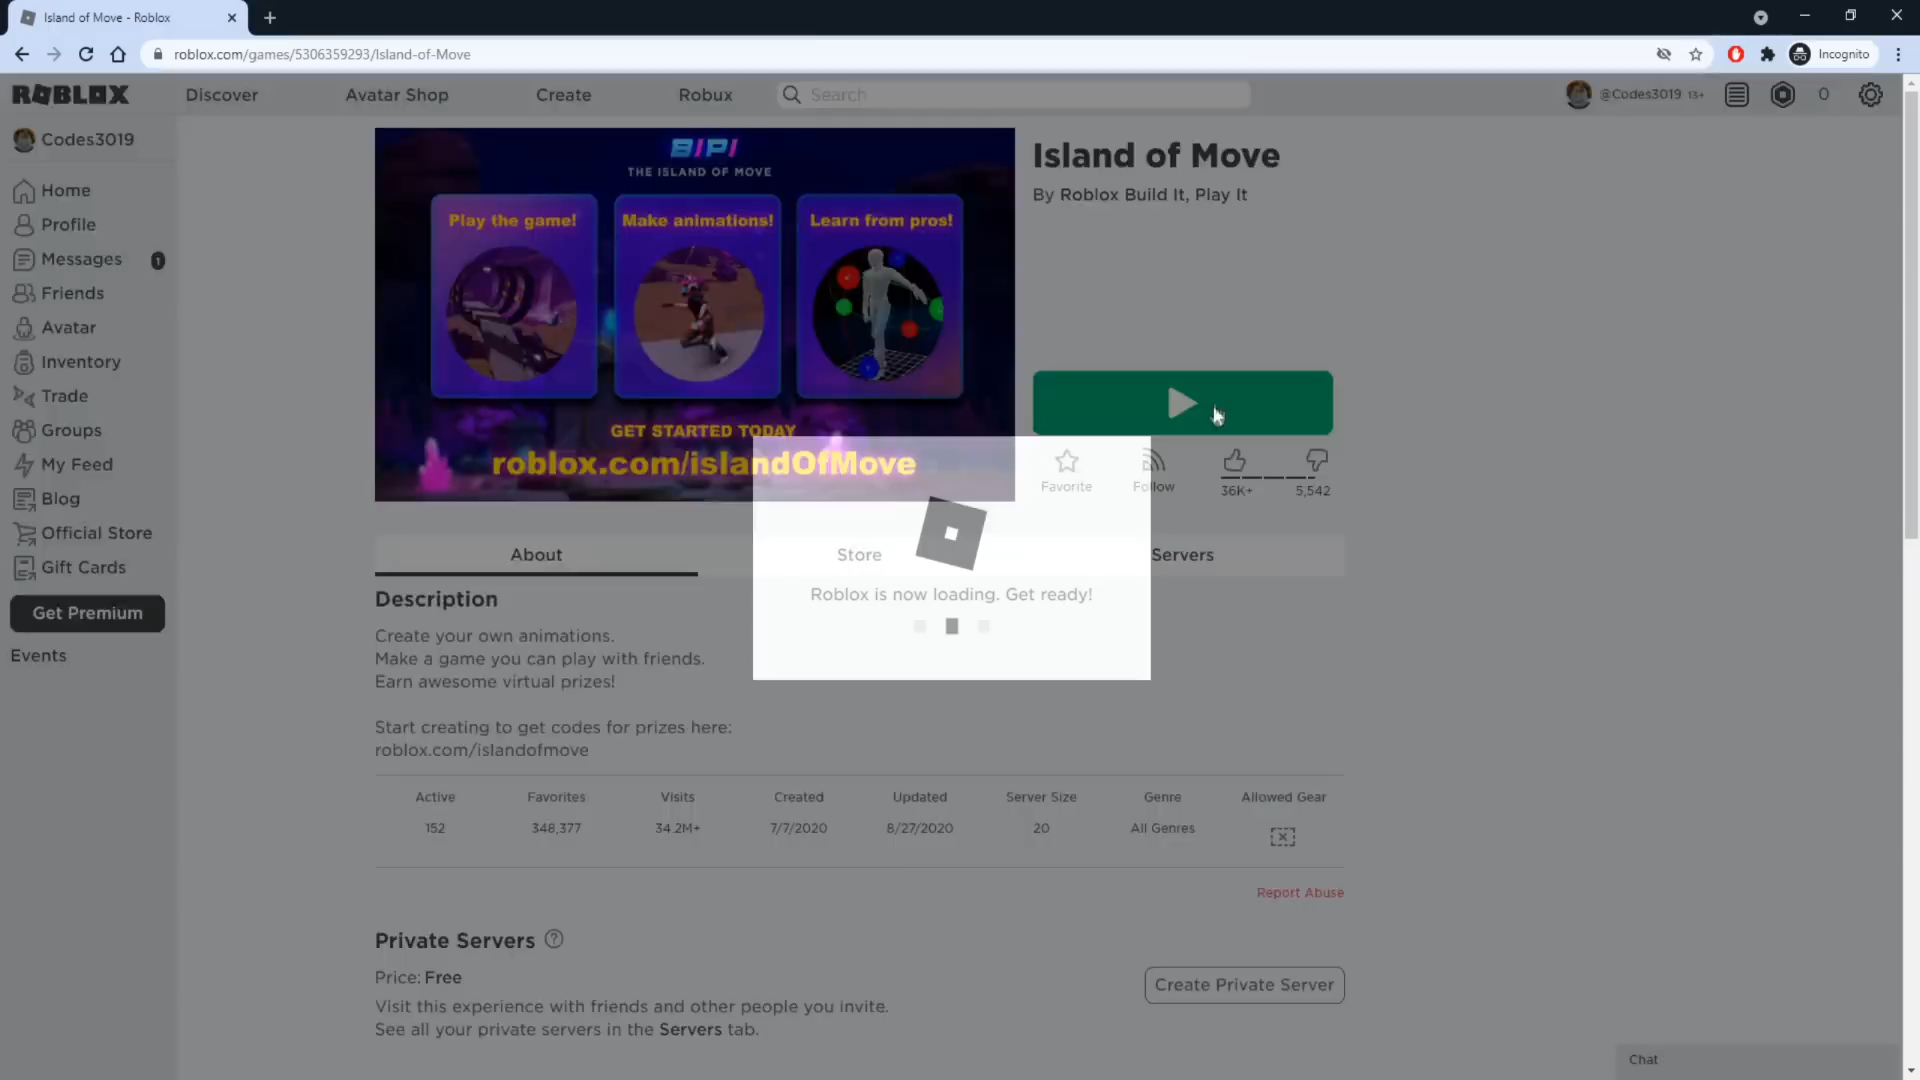 Island of Move - Roblox
roblox.com/games/5306359293/Island-of-Move
Incognito
ROBLOX
Discover
Avatar Shop
Create
Robux
Search
@Codes3019 13+
0
Codes3019
Home
Profile
Messages
1
Friends
Avatar
Inventory
Trade
Groups
My Feed
Blog
Official Store
Gift Cards
Get Premium
Events
BIPI
THE ISLAND OF MOVE
Play the game!
Make animations!
Learn from pros!
GET STARTED TODAY
roblox.com/islandOfMove
Island of Move
By Roblox Build It, Play It
Favorite
Follow
36K+
5,542
About
Store
Servers
Roblox is now loading. Get ready!
Description
Create your own animations.
Make a game you can play with friends.
Earn awesome virtual prizes!
Start creating to get codes for prizes here:
roblox.com/islandofmove
Active
Favorites
Visits
Created
Updated
Server Size
Genre
Allowed Gear
152
348,377
34.2M+
7/7/2020
8/27/2020
20
All Genres
Report Abuse
Private Servers
Price: Free
Visit this experience with friends and other people you invite.
See all your private servers in the Servers tab.
Create Private Server
Chat